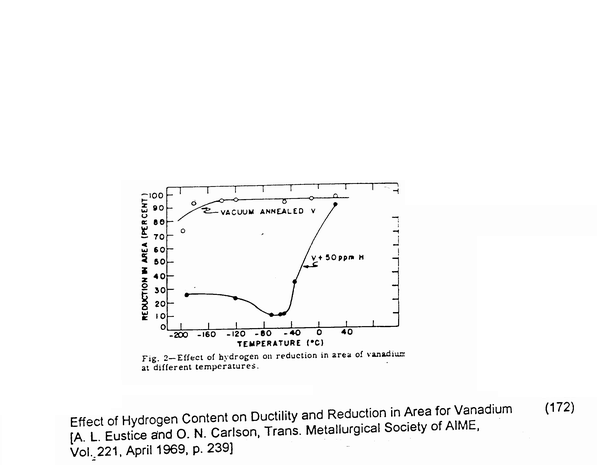 REDUCTION IN AREA (PERCENT)
100
90
80
70
60
50
40
30
20
10
0
VACUUM ANNEALED V
V+50ppm H
-200 -160 -120 -80 -40 0 40
TEMPERATURE (°C)
Fig. 2—Effect of hydrogen on reduction in area of vanadium
at different temperatures.
Effect of Hydrogen Content on Ductility and Reduction in Area for Vanadium (172)
[A. L. Eustice and O. N. Carlson, Trans. Metallurgical Society of AIME,
Vol. 221, April 1969, p. 239]